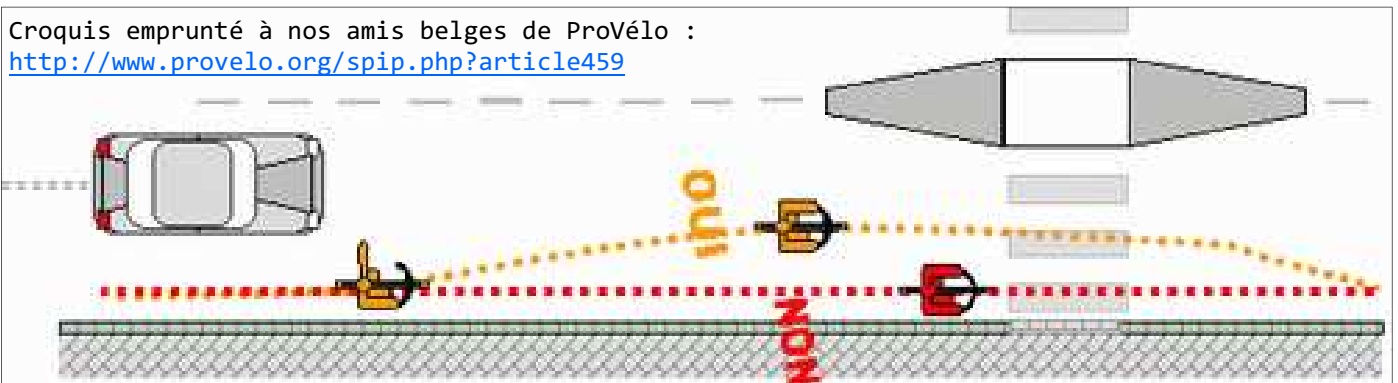 Croquis emprunté à nos amis belges de ProVélo :
http://www.provelo.org/spip.php?article459
OUI
NON